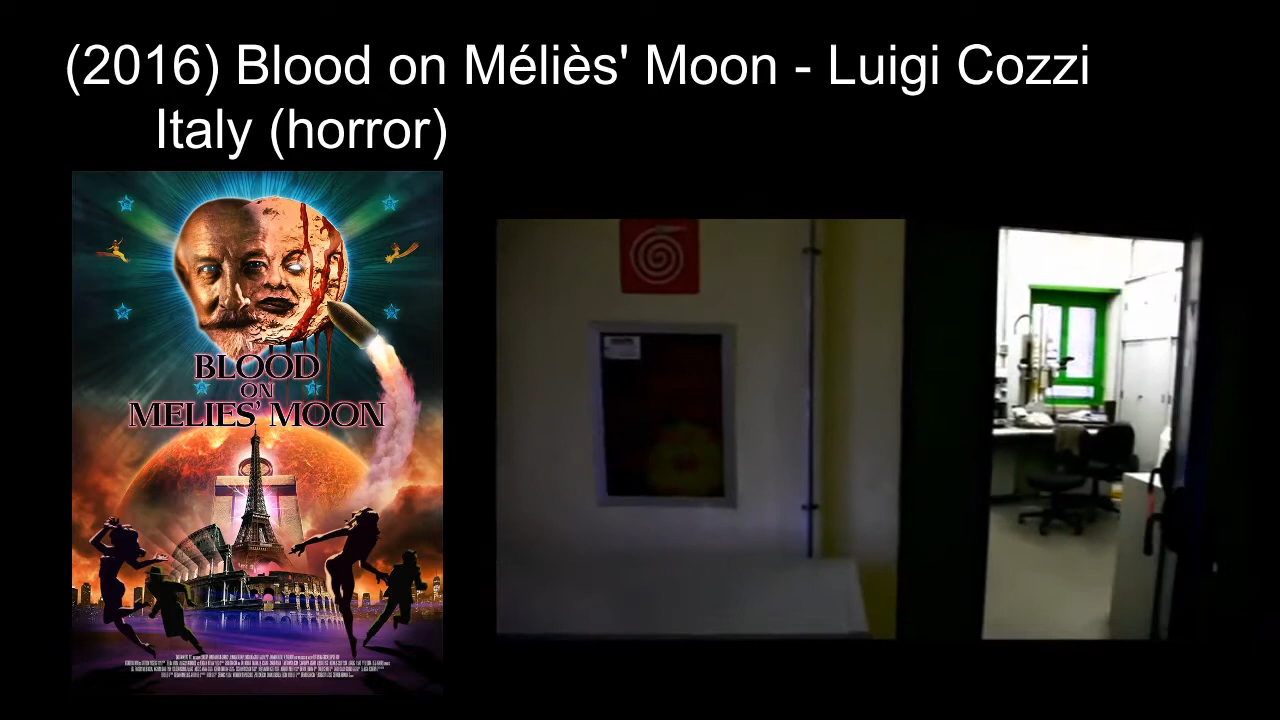 (2016) Blood on Méliès' Moon - Luigi Cozzi
Italy (horror)
BLOOD
ON
MELIES' MOON